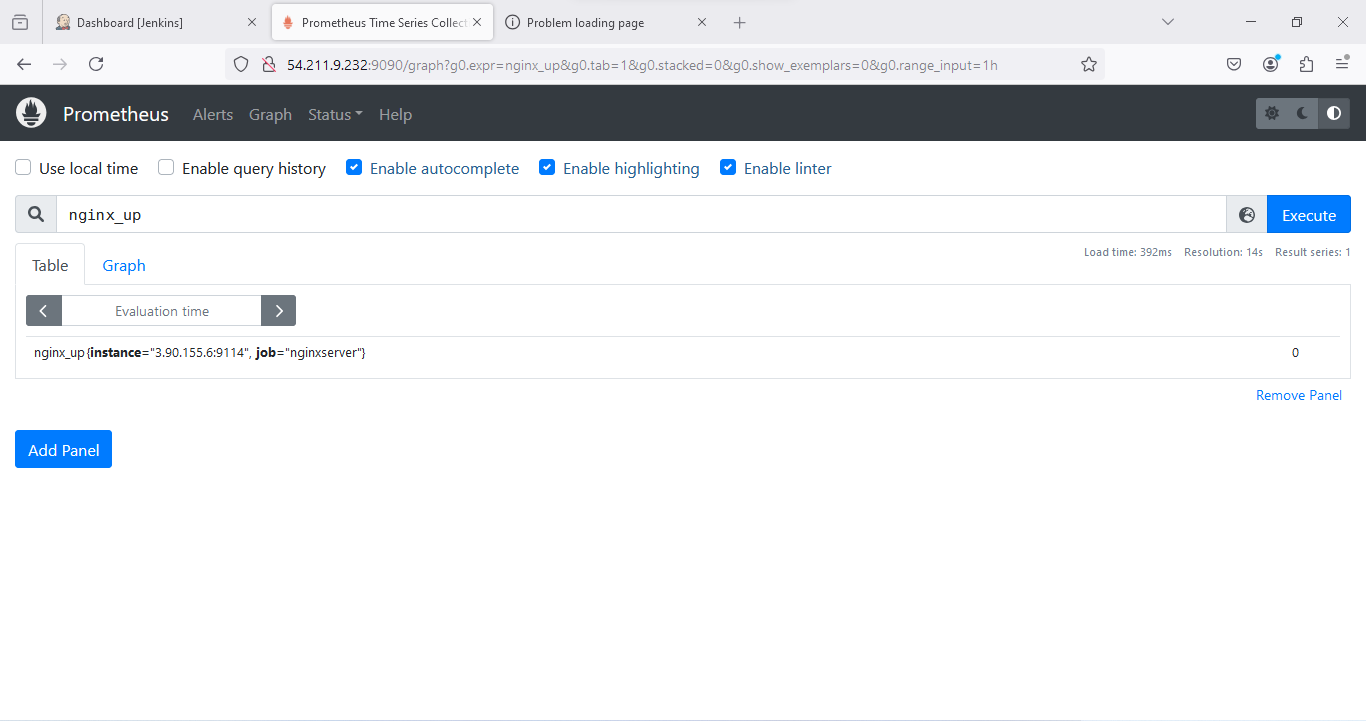 Dashboard [Jenkins]
Prometheus Time Series Collect
Problem loading page
54.211.9.232:9090/graph?g0.expr=nginx_up&g0.tab=1&g0.stacked=0&g0.show_exemplars=0&g0.range_input=1h
Prometheus Alerts Graph Status Help
Use local time Enable query history Enable autocomplete Enable highlighting Enable linter
nginx_up Execute
Load time: 392ms Resolution: 14s Result series: 1
Table Graph
Evaluation time
nginx_up{instance="3.90.155.6:9114", job="nginxserver"} 0
Remove Panel
Add Panel